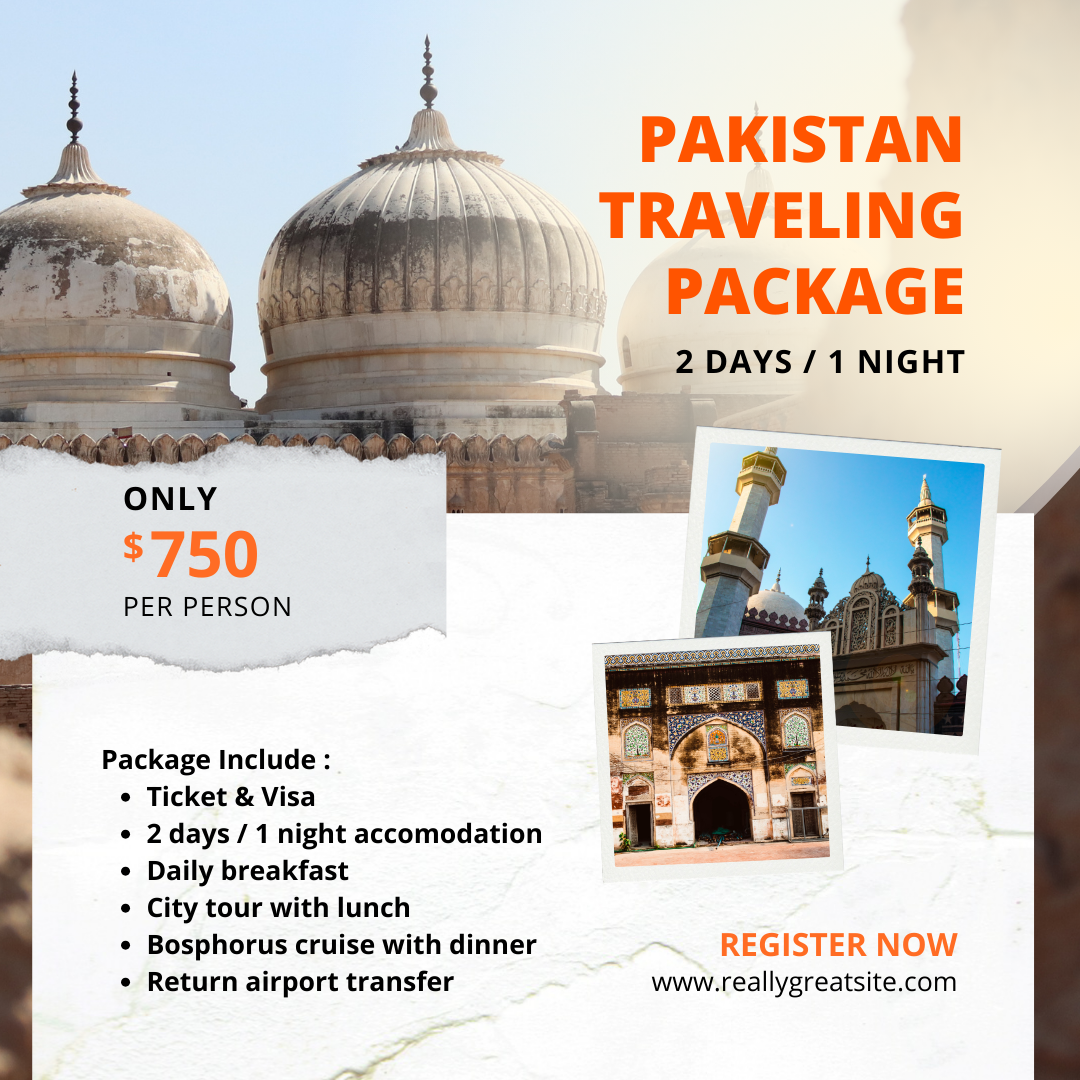 PAKISTAN
TRAVELING
PACKAGE
2 DAYS / 1 NIGHT
ONLY
$750
PER PERSON
Package Include :
• Ticket & Visa
• 2 days / 1 night accomodation
• Daily breakfast
• City tour with lunch
• Bosphorus cruise with dinner
• Return airport transfer
REGISTER NOW
www.reallygreatsite.com